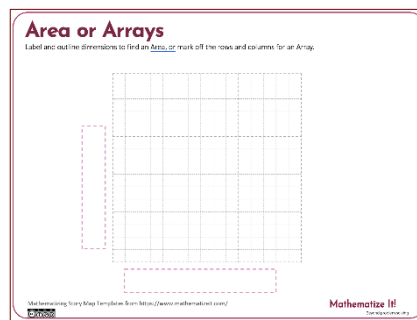 Area or Arrays
Label and outline dimensions to find an Area, or mark off the rows and columns for an Array.
Mathematizing Story Map Templates from https://www.mathematizeit.com/
Mathematize It!